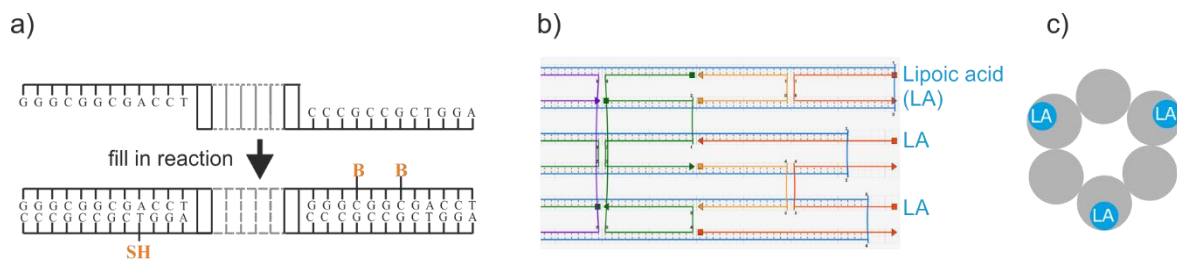 a)
G G G C G G C G A C C T
C C C G C C G C T G G A
fill in reaction
B B
G G G C G G C G A C C T
C C C G C C G C T G G A
G G G C G G C G A C C T
C C C G C C G C T G G A
SH
b)
Lipoic acid
(LA)
LA
LA
c)
LA
LA
LA